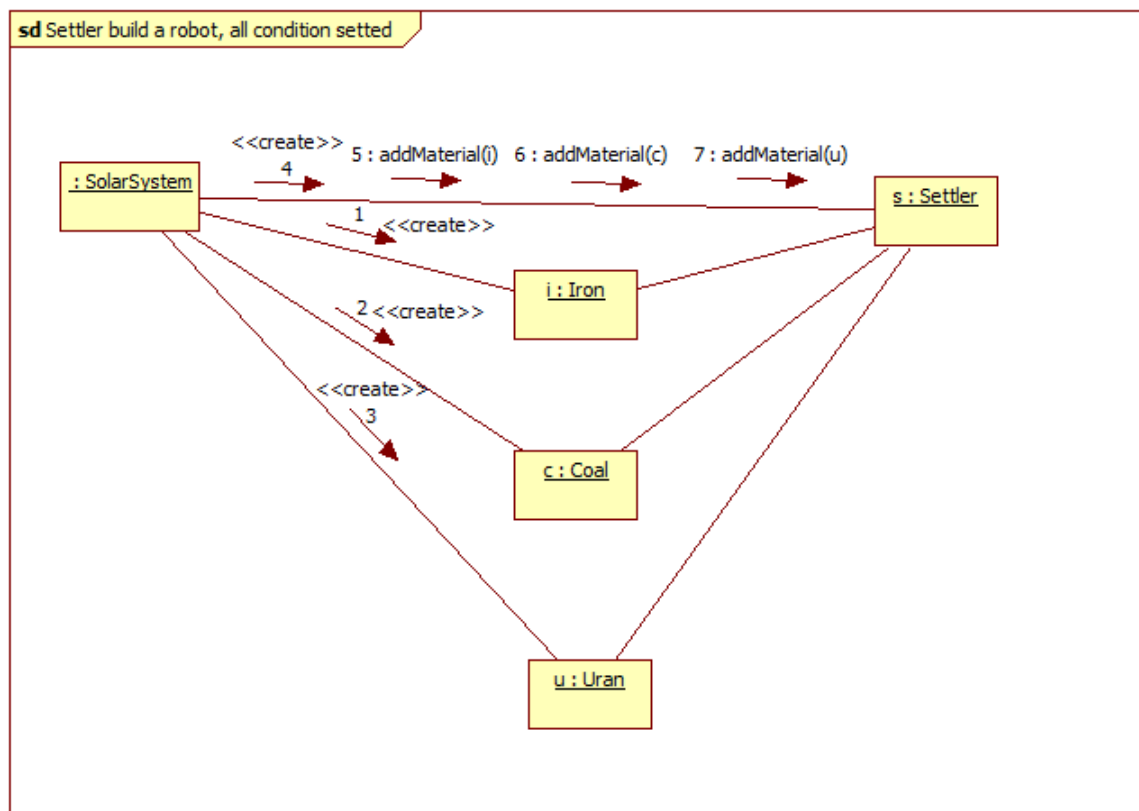 sd Settler build a robot, all condition setted
<<create>>
4
5 : addMaterial(i)
6 : addMaterial(c)
7 : addMaterial(u)
: SolarSystem
s : Settler
1
<<create>>
i : Iron
2
<<create>>
<<create>>
3
c : Coal
u : Uran